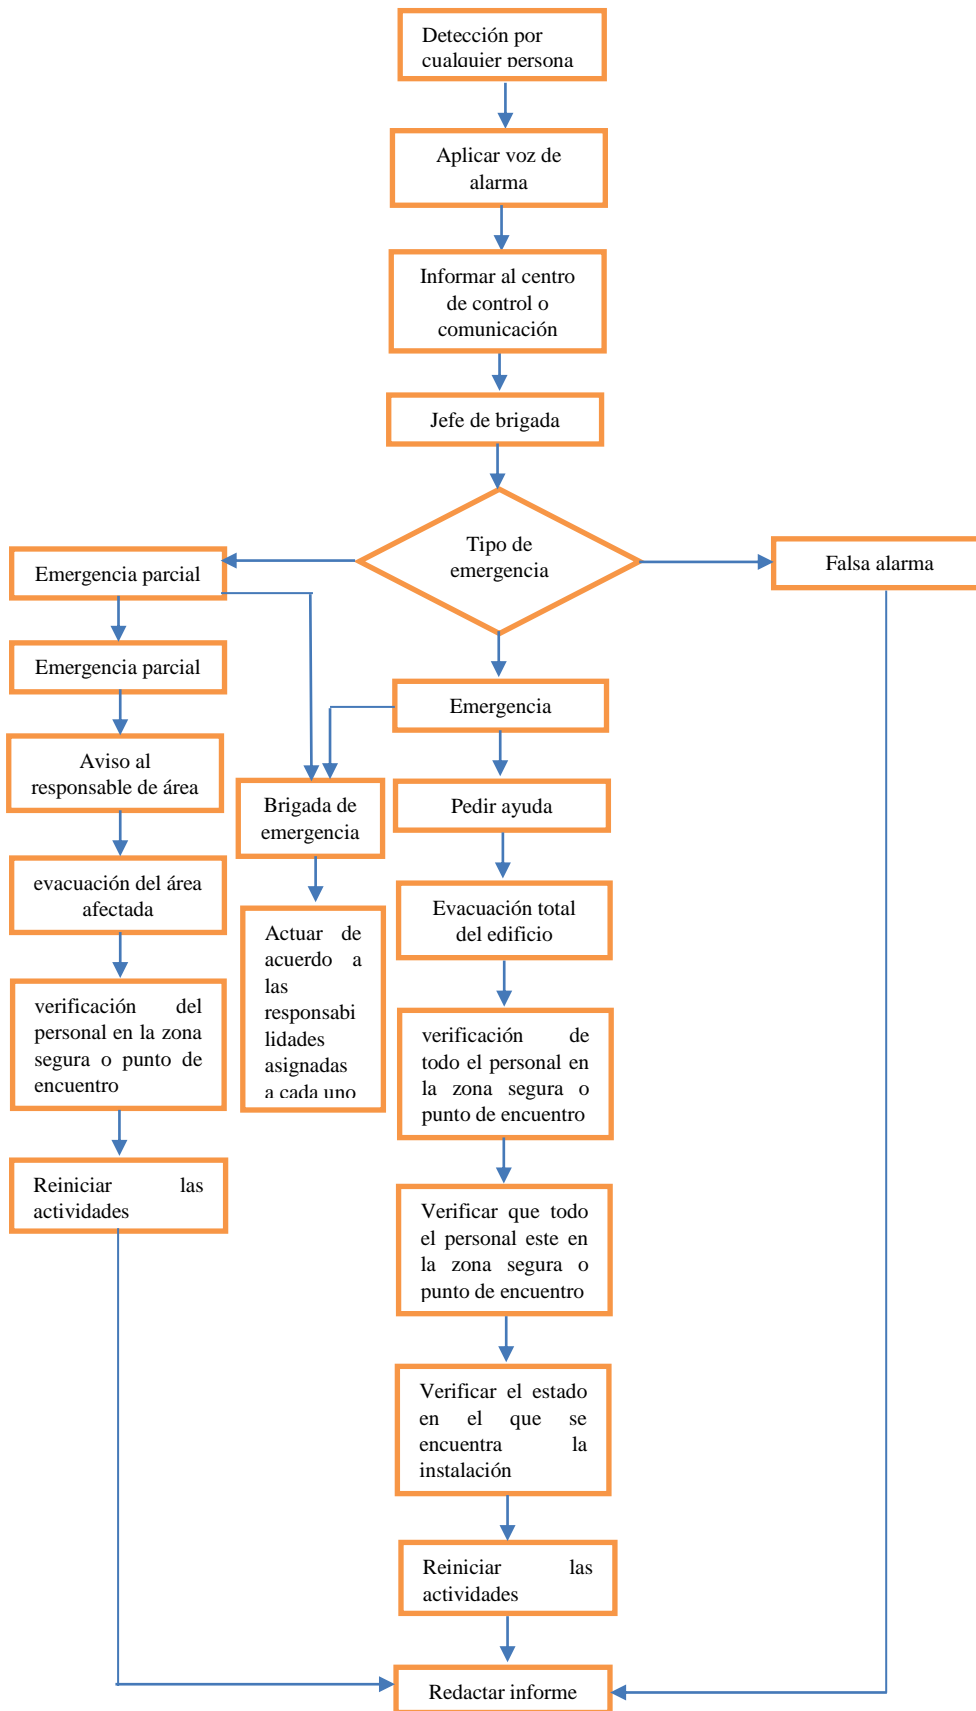 Detección por
cualquier persona
Aplicar voz de
alarma
Informar al centro
de control o
comunicación
Jefe de brigada
Tipo de
emergencia
Emergencia parcial
Falsa alarma
Emergencia parcial
Aviso al
responsable de área
evacuación del área
afectada
verificación del
personal en la zona
segura o punto de
encuentro
Reiniciar las
actividades
Brigada de
emergencia
Actuar de
acuerdo a
las
responsabi
lidades
asignadas
a cada uno
Emergencia
Pedir ayuda
Evacuación total
del edificio
verificación de
todo el personal en
la zona segura o
punto de encuentro
Verificar que todo
el personal este en
la zona segura o
punto de encuentro
Verificar el estado
en el que se
encuentra la
instalación
Reiniciar las
actividades
Redactar informe